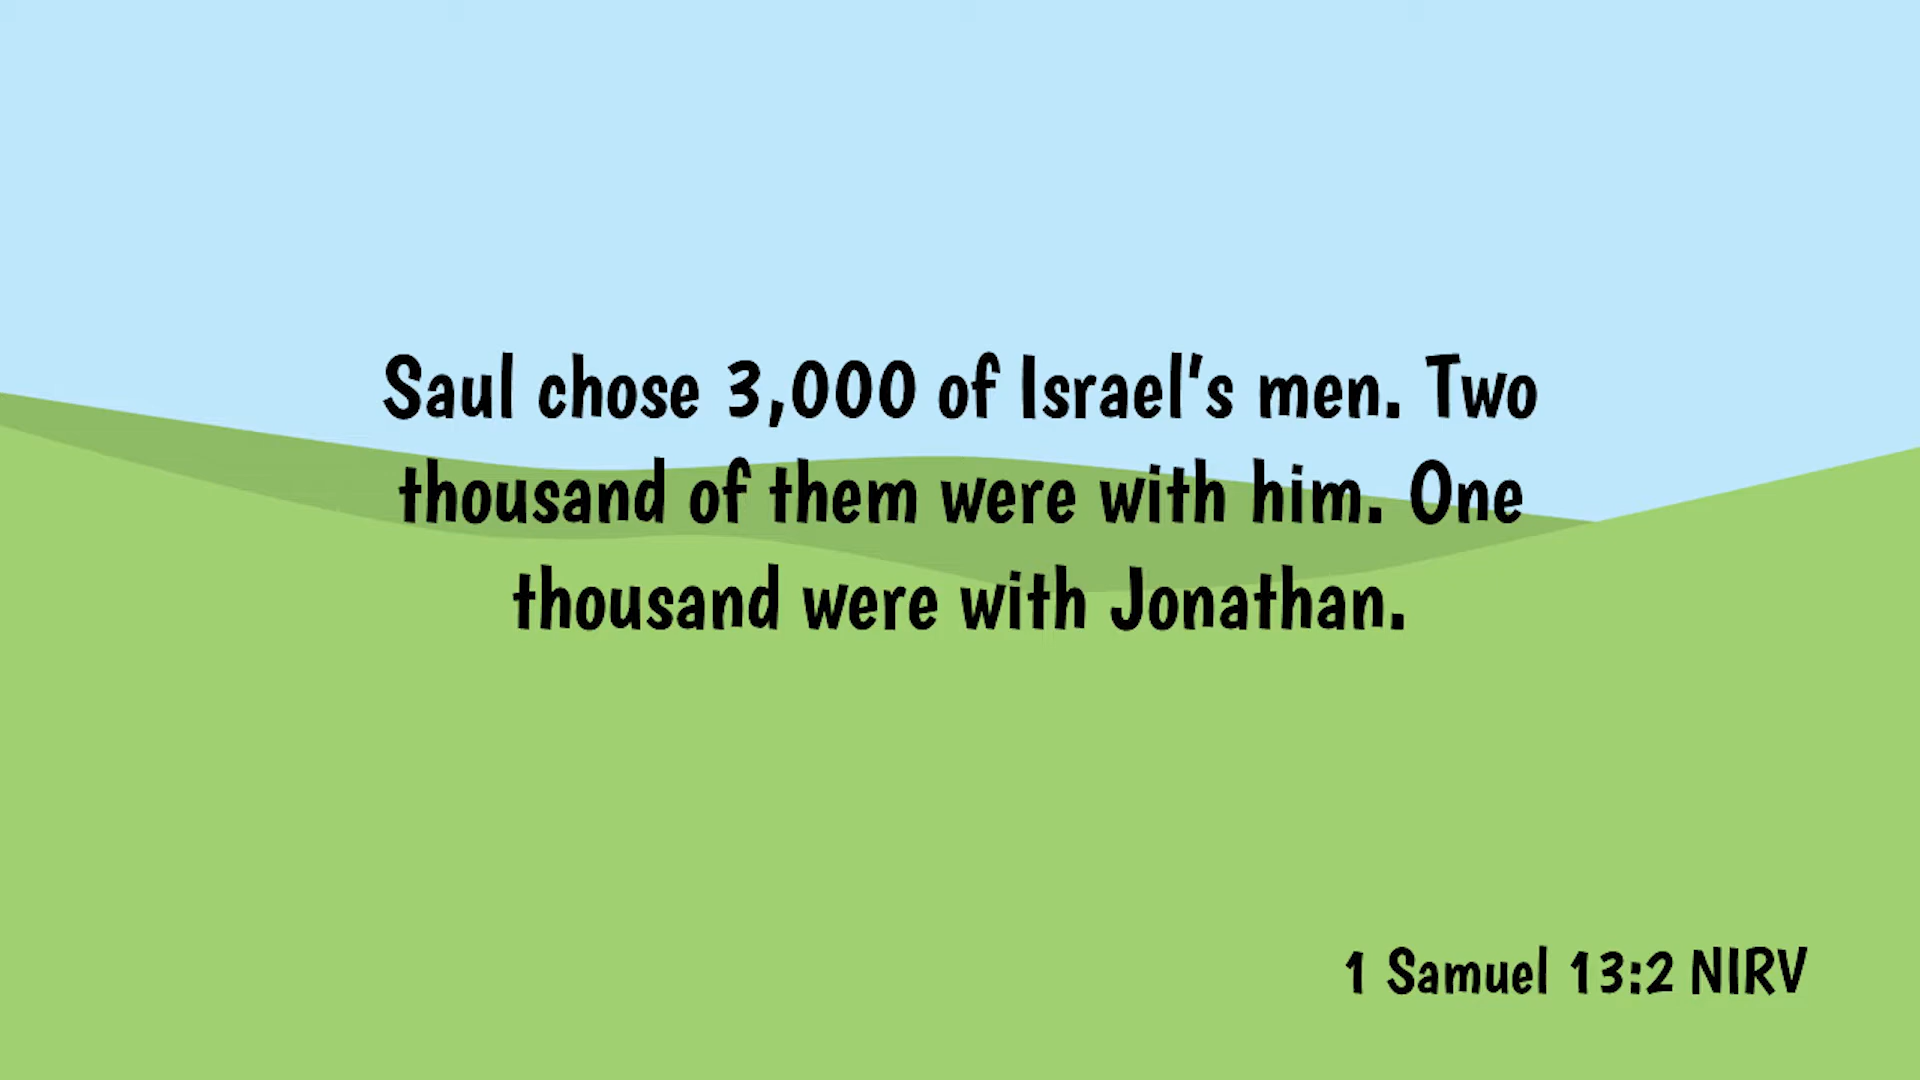 Saul chose 3,000 of Israel's men. Two
thousand of them were with him. One
thousand were with Jonathan.
1 Samuel 13:2 NIRV